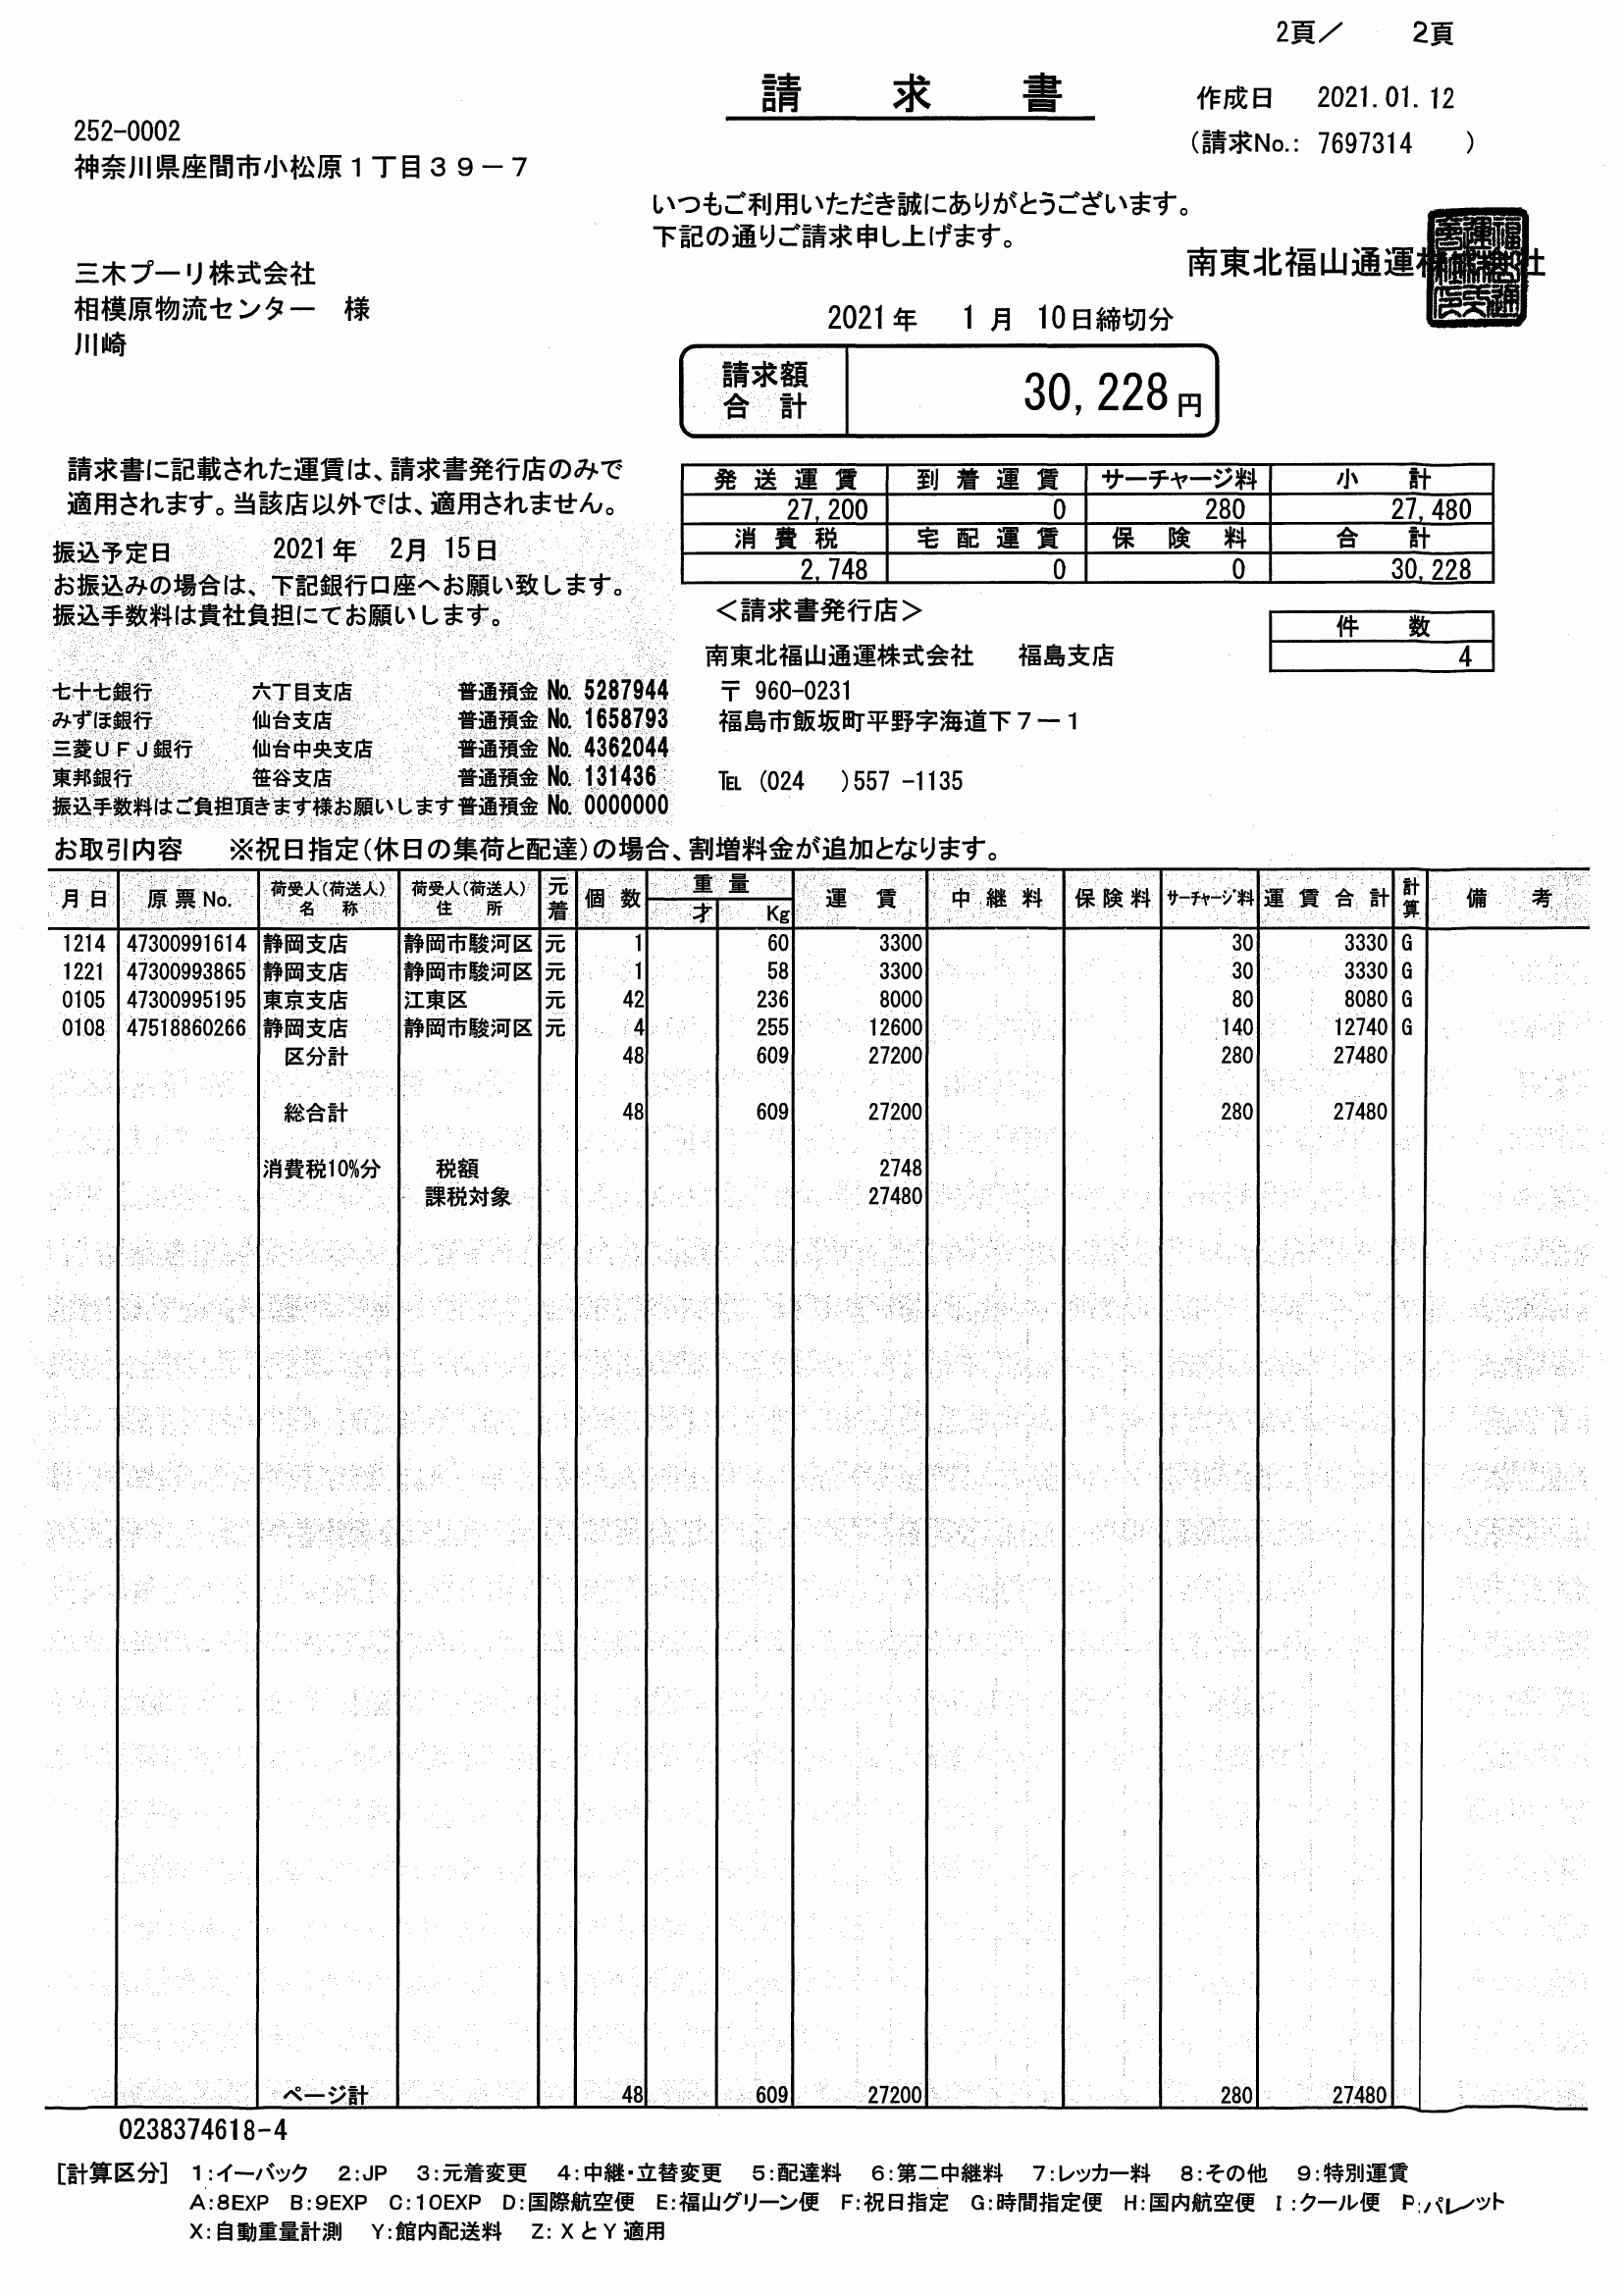 2頁／ 2頁
請求書
作成日 2021.01.12
（請求No.: 7697314 ）
252-0002
神奈川県座間市小松原１丁目３９－７
いつもご利用いただき誠にありがとうございます。
下記の通りご請求申し上げます。
南東北福山通運株式会社
三木プーリ株式会社
相模原物流センター 様
川崎
2021年 1月 10日締切分
請求額合計 30,228円
請求書に記載された運賃は、請求書発行店のみで
適用されます。当該店以外では、適用されません。
発送運賃 到着運賃 サーチャージ料 小計
27,200 0 280 27,480
消費税 宅配運賃 保険料 合計
2,748 0 0 30,228
振込予定日 2021年 2月 15日
お振込みの場合は、下記銀行口座へお願い致します。
振込手数料は貴社負担にてお願いします。
＜請求書発行店＞
件数
4
南東北福山通運株式会社 福島支店
〒 960-0231
福島市飯坂町平野字海道下７－１
℡ (024 )557 -1135
七十七銀行 六丁目支店 普通預金 No. 5287944
みずほ銀行 仙台支店 普通預金 No. 1658793
三菱ＵＦＪ銀行 仙台中央支店 普通預金 No. 4362044
東邦銀行 笹谷支店 普通預金 No. 131436
振込手数料はご負担頂きます様お願いします 普通預金 No. 0000000
お取引内容 ※祝日指定（休日の集荷と配達）の場合、割増料金が追加となります。
月日 原票No. 荷受人（荷送人）名称 荷受人（荷送人）住所 元着 個数 重量 才 Kg 運賃 中継料 保険料 サーチャージ料 運賃合計 計算 備考
1214 47300991614 静岡支店 静岡市駿河区 元 1 60 3300 30 3330 G
1221 47300993865 静岡支店 静岡市駿河区 元 1 58 3300 30 3330 G
0105 47300995195 東京支店 江東区 元 42 236 8000 80 8080 G
0108 47518860266 静岡支店 静岡市駿河区 元 4 255 12600 140 12740 G
区分計 48 609 27200 280 27480
総合計 48 609 27200 280 27480
消費税10%分 税額 2748
課税対象 27480
ページ計 48 609 27200 280 27480
0238374618-4
［計算区分］ 1:イーパック 2:JP 3:元着変更 4:中継・立替変更 5:配達料 6:第二中継料 7:レッカー料 8:その他 9:特別運賃
A:8EXP B:9EXP C:10EXP D:国際航空便 E:福山グリーン便 F:祝日指定 G:時間指定便 H:国内航空便 I:クール便 P:パレット
X:自動重量計測 Y:館内配送料 Z:XとY適用